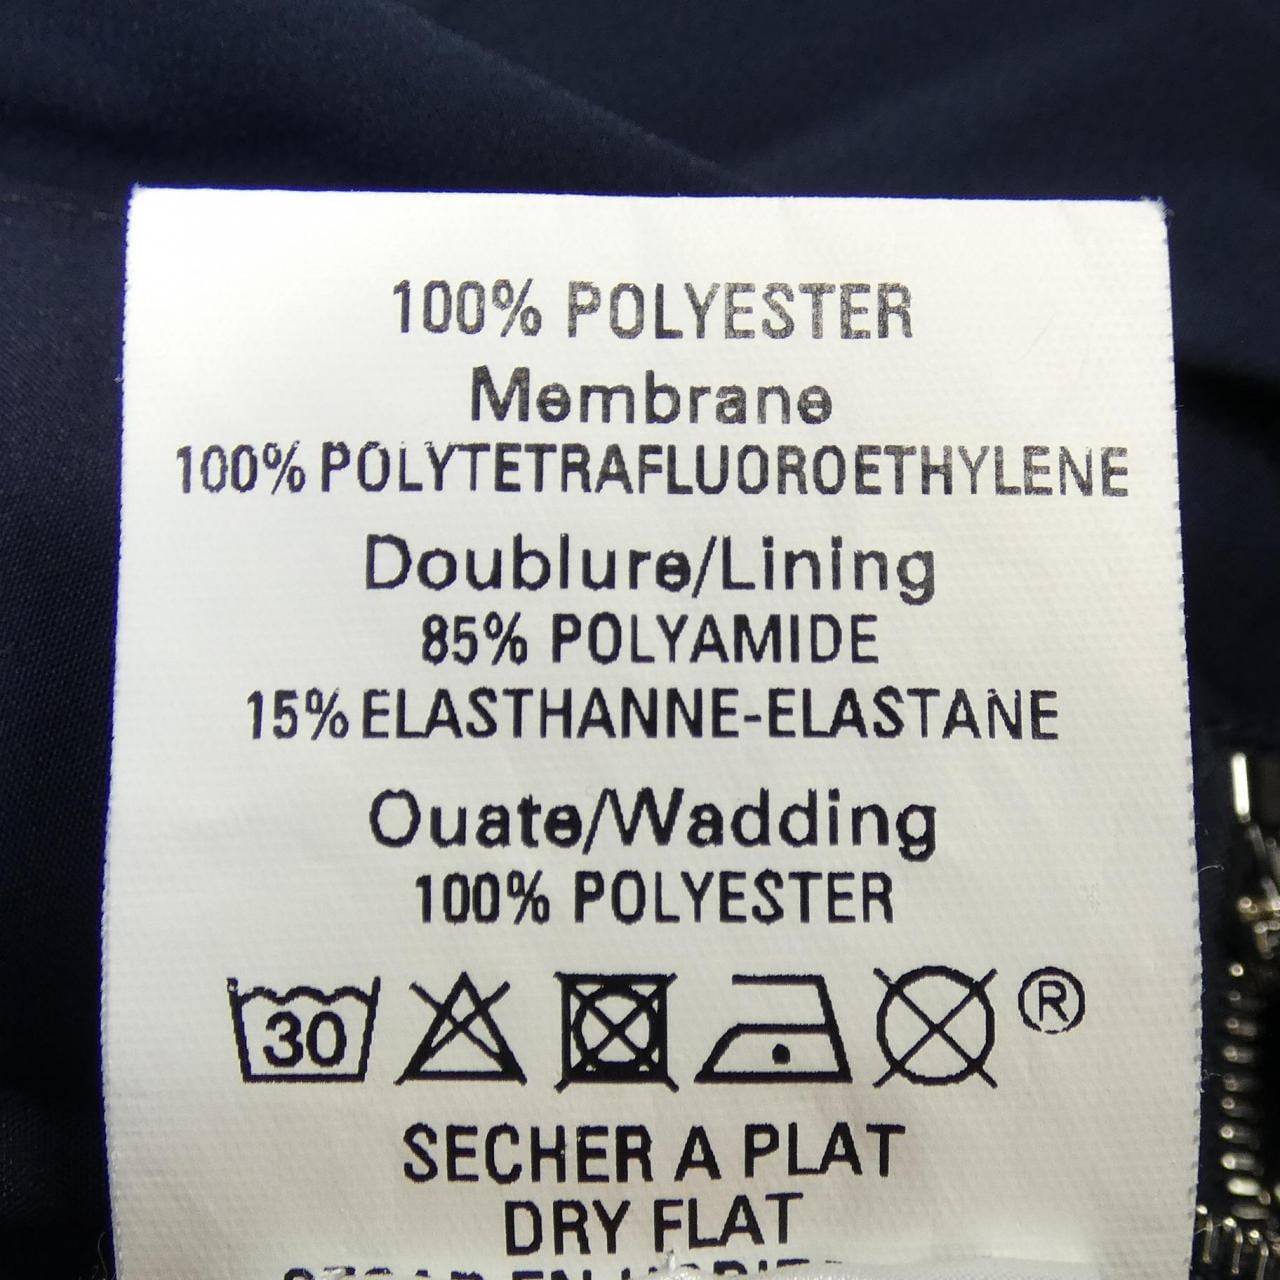 100% POLYESTER
Membrane
100% POLYTETRAFLUOROETHYLENE
Doublure/Lining
85% POLYAMIDE
15% ELASTHANNE-ELASTANE
Ouate/Wadding
100% POLYESTER
30 ®
SECHER A PLAT
DRY FLAT